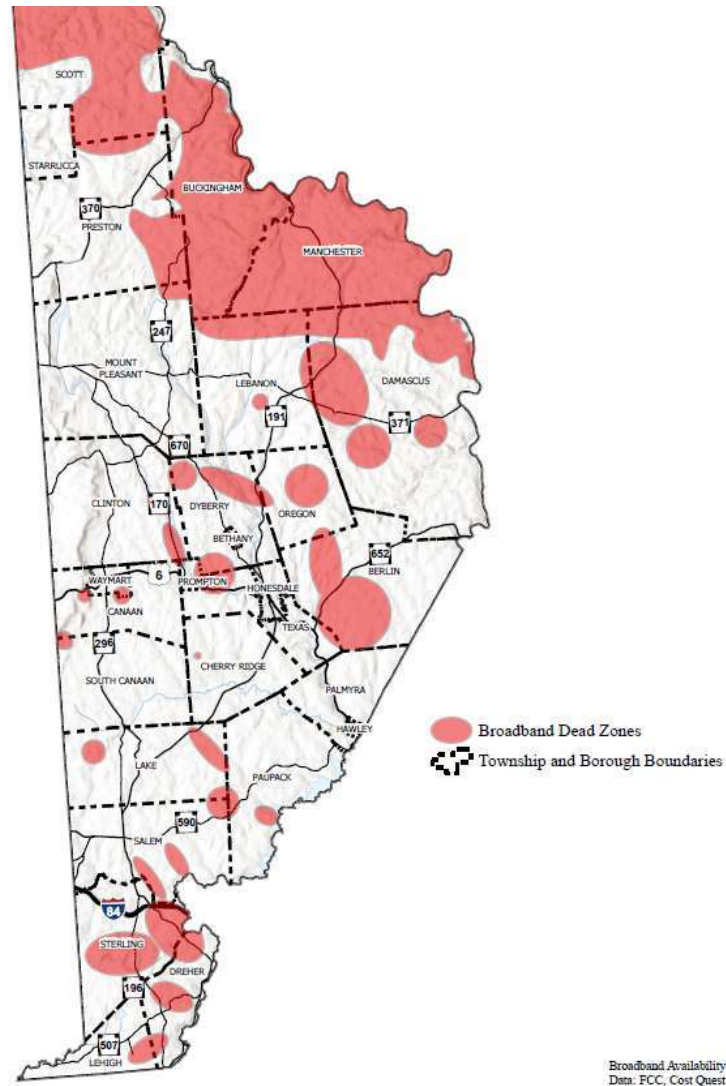 SCOTT
STARRUCCA
BUCKINGHAM
370
PRESTON
MANCHESTER
247
MOUNT
PLEASANT
LEBANON
DAMASCUS
191
371
670
CLINTON
170
DYBERRY
OREGON
BETHANY
652
BERLIN
WAYMART
6
PROMPTON
HONESDALE
CANAAN
TEXAS
296
CHERRY RIDGE
SOUTH CANAAN
PALMYRA
HAWLEY
Broadband Dead Zones
Township and Borough Boundaries
LAKE
PAUPACK
590
SALEM
84
STERLING
DREHER
196
507
LEHIGH
Broadband Availability
Data: FCC, Cost Quest